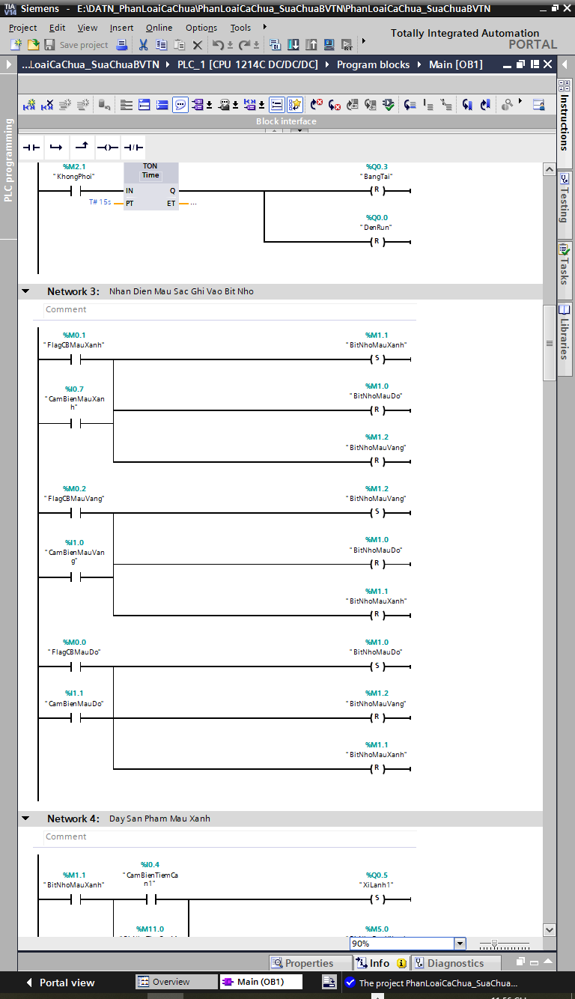 TIA
V14
Siemens - E:\DATN_PhanLoaiCaChua\PhanLoaiCaChua_SuaChuaBVTN\PhanLoaiCaChua_SuaChuaBVTN
Project Edit View Insert Online Options Tools
Save project
Totally Integrated Automation
PORTAL
...LoaiCaChua_SuaChuaBVTN PLC_1 [CPU 1214C DC/DC/DC] Program blocks Main [OB1]
Block interface
PLC programming
Instructions
Testing
Tasks
Libraries
%M2.1
"KhongPhoi"
TON
Time
IN Q
T# 15s PT ET ...
%Q0.3
"BangTai"
R
%Q0.0
"DenRun"
R
Network 3: Nhan Dien Mau Sac Ghi Vao Bit Nho
Comment
%M0.1 %M1.1
"FlagCBMauXanh" "BitNhoMauXanh"
S
%I0.7
"CamBienMauXan
h"
%M1.0
"BitNhoMauDo"
R
%M1.2
"BitNhoMauVang"
R
%M0.2 %M1.2
"FlagCBMauVang" "BitNhoMauVang"
S
%I1.0
"CamBienMauVan
g"
%M1.0
"BitNhoMauDo"
R
%M1.1
"BitNhoMauXanh"
R
%M0.0 %M1.0
"FlagCBMauDo" "BitNhoMauDo"
S
%I1.1 %M1.2
"CamBienMauDo" "BitNhoMauVang"
R
%M1.1
"BitNhoMauXanh"
R
Network 4: Day San Pham Mau Xanh
Comment
%M1.1
"BitNhoMauXanh"
%I0.4
"CamBienTiemCa
n1"
%Q0.5
"XiLanh1"
S
%M11.0 %M5.0
90%
Properties Info Diagnostics
Portal view Overview Main (OB1) The project PhanLoaiCaChua_SuaChua...